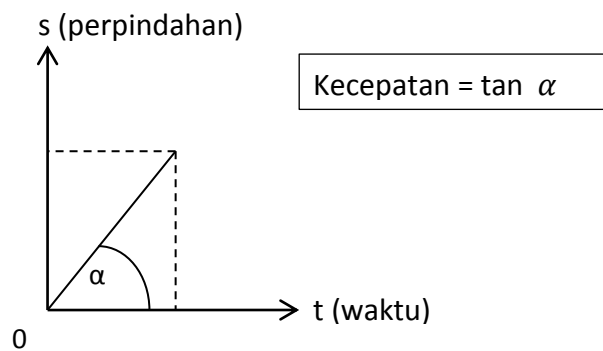 s (perpindahan)
Kecepatan = tan α
α
t (waktu)
0